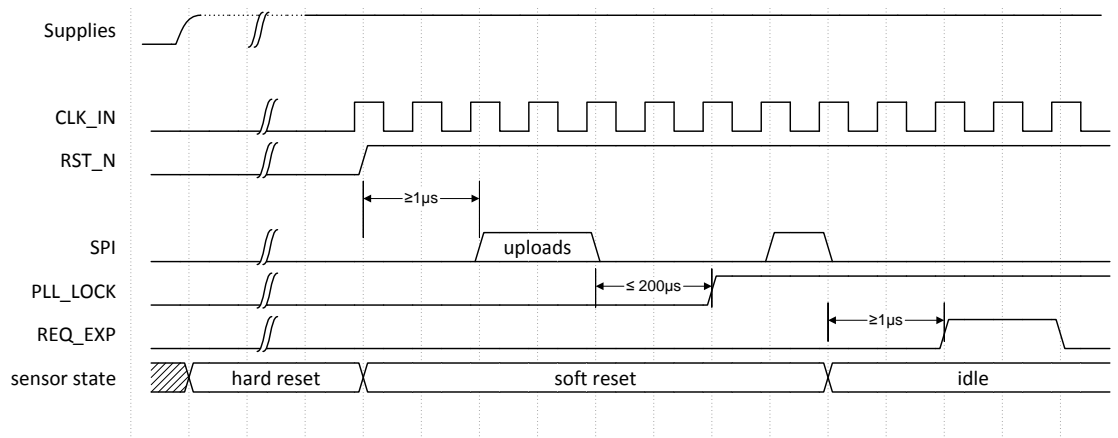 Supplies
CLK_IN
RST_N
≥1µs
SPI
uploads
PLL_LOCK
≤ 200µs
REQ_EXP
≥1µs
sensor state
hard reset
soft reset
idle